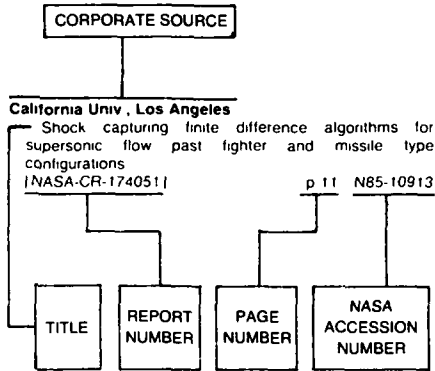 CORPORATE SOURCE
California Univ , Los Angeles
Shock capturing finite difference algorithms for
supersonic flow past fighter and missile type
configurations
[NASA-CR-174051] p 11 N85-10913
TITLE
REPORT
NUMBER
PAGE
NUMBER
NASA
ACCESSION
NUMBER